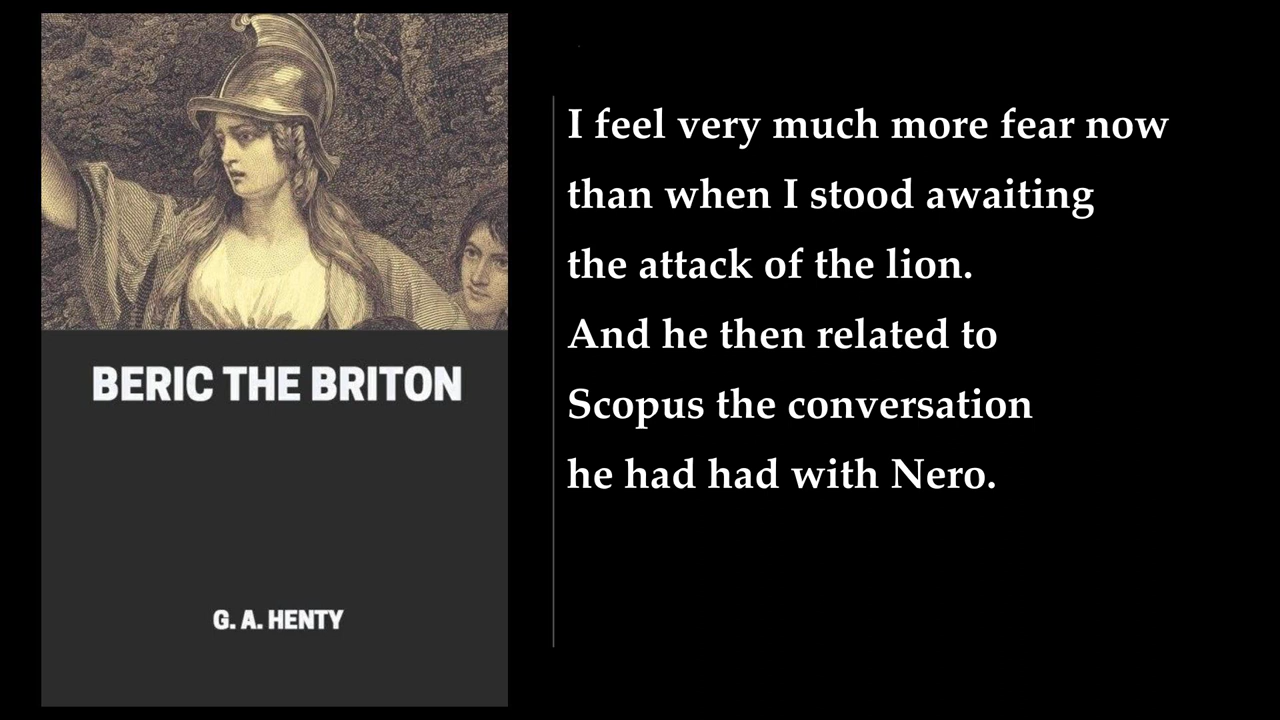 BERIC THE BRITON
G. A. HENTY
I feel very much more fear now
than when I stood awaiting
the attack of the lion.
And he then related to
Scopus the conversation
he had had with Nero.